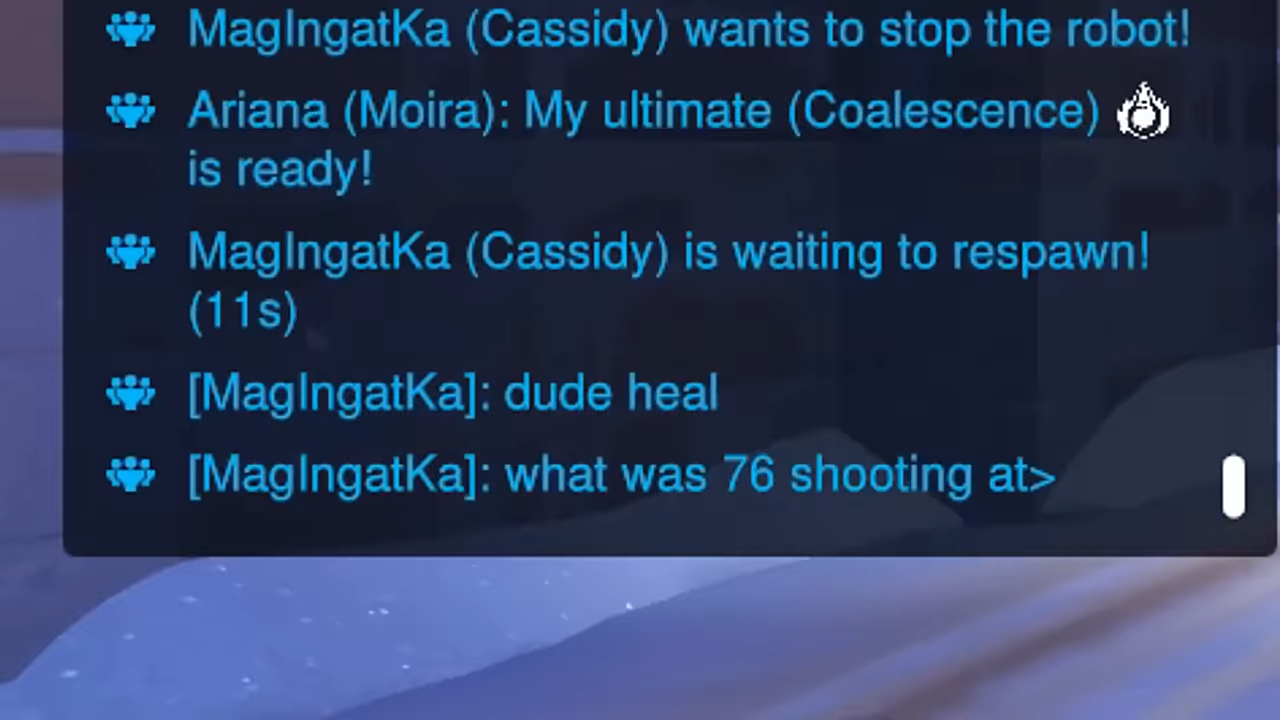 MagIngatKa (Cassidy) wants to stop the robot!
Ariana (Moira): My ultimate (Coalescence)
is ready!
MagIngatKa (Cassidy) is waiting to respawn!
(11s)
[MagIngatKa]: dude heal
[MagIngatKa]: what was 76 shooting at>